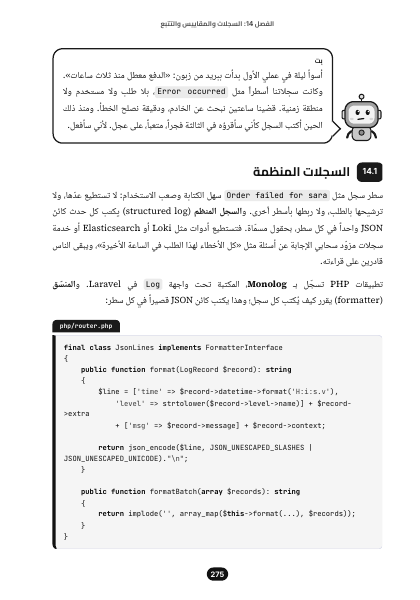 الفصل 14: السجلات والمقاييس والتتبع
بت
أسوأ ليلة في عملي الأول بدأت ببريد من زبون: «الدفع معطل منذ ثلاث ساعات».
وكانت سجلاتنا أسطراً مثل Error occurred، بلا طلب ولا مستخدم ولا
منطقة زمنية. قضينا ساعتين نبحث عن الخادم، ودقيقة نصلح الخطأ. ومنذ ذلك
الحين أكتب السجل كأني سأقرؤه في الثالثة فجراً، متعباً، على عجل. لأني سأفعل.
14.1 السجلات المنظمة
سطر سجل مثل Order failed for sara سهل الكتابة وصعب الاستخدام: لا تستطيع عدّها، ولا
ترشيحها بالطلب، ولا ربطها بأسطر أخرى. والسجل المنظم (structured log) يكتب كل حدث كائن
JSON واحداً في كل سطر، بحقول مسمّاة. فتستطيع أدوات مثل Loki أو Elasticsearch أو خدمة
سجلات مزوّد سحابي الإجابة عن أسئلة مثل «كل الأخطاء لهذا الطلب في الساعة الأخيرة»، ويبقى الناس
قادرين على قراءته.
تطبيقات PHP تسجّل بـ Monolog، المكتبة تحت واجهة Log في Laravel. والمنسّق
(formatter) يقرر كيف يُكتب كل سجل؛ وهذا يكتب كائن JSON قصيراً في كل سطر:
php/router.php
final class JsonLines implements FormatterInterface
{
    public function format(LogRecord $record): string
    {
        $line = ['time' => $record->datetime->format('H:i:s.v'),
            'level' => strtolower($record->level->name)] + $record-
>extra
            + ['msg' => $record->message] + $record->context;
        return json_encode($line, JSON_UNESCAPED_SLASHES |
JSON_UNESCAPED_UNICODE)."\n";
    }
    public function formatBatch(array $records): string
    {
        return implode('', array_map($this->format(...), $records));
    }
}
275